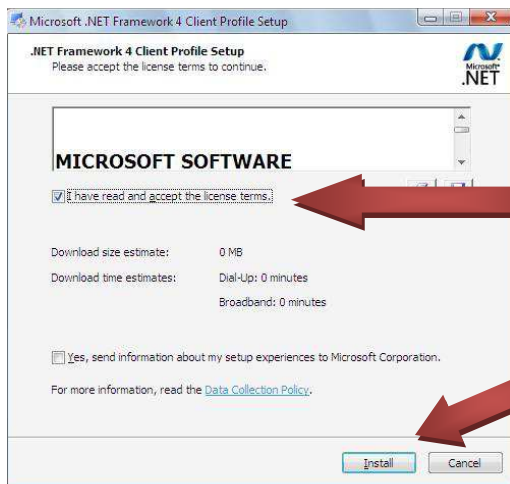 Microsoft .NET Framework 4 Client Profile Setup
.NET Framework 4 Client Profile Setup
Please accept the license terms to continue.
Microsoft
.NET
MICROSOFT SOFTWARE
I have read and accept the license terms.
Download size estimate: 0 MB
Download time estimates: Dial-Up: 0 minutes
Broadband: 0 minutes
Yes, send information about my setup experiences to Microsoft Corporation.
For more information, read the Data Collection Policy.
Install Cancel